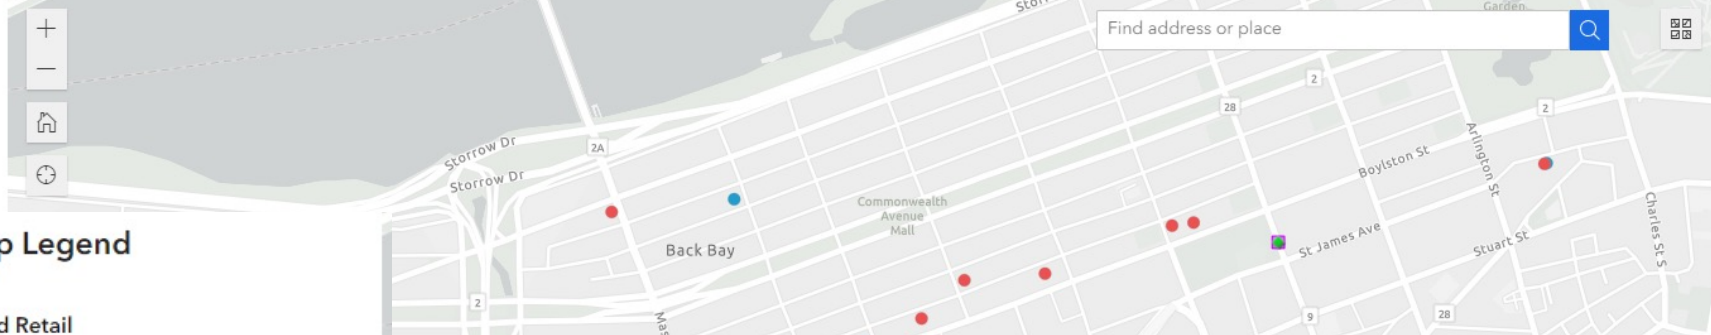 Garden
Find address or place
2
28
2
2A
Storrow Dr
Storrow Dr
Boylston St
Arlington St
Commonwealth
Avenue
Mall
Charles St S
p Legend
Back Bay
St James Ave
Stuart St
2
9
28
d Retail